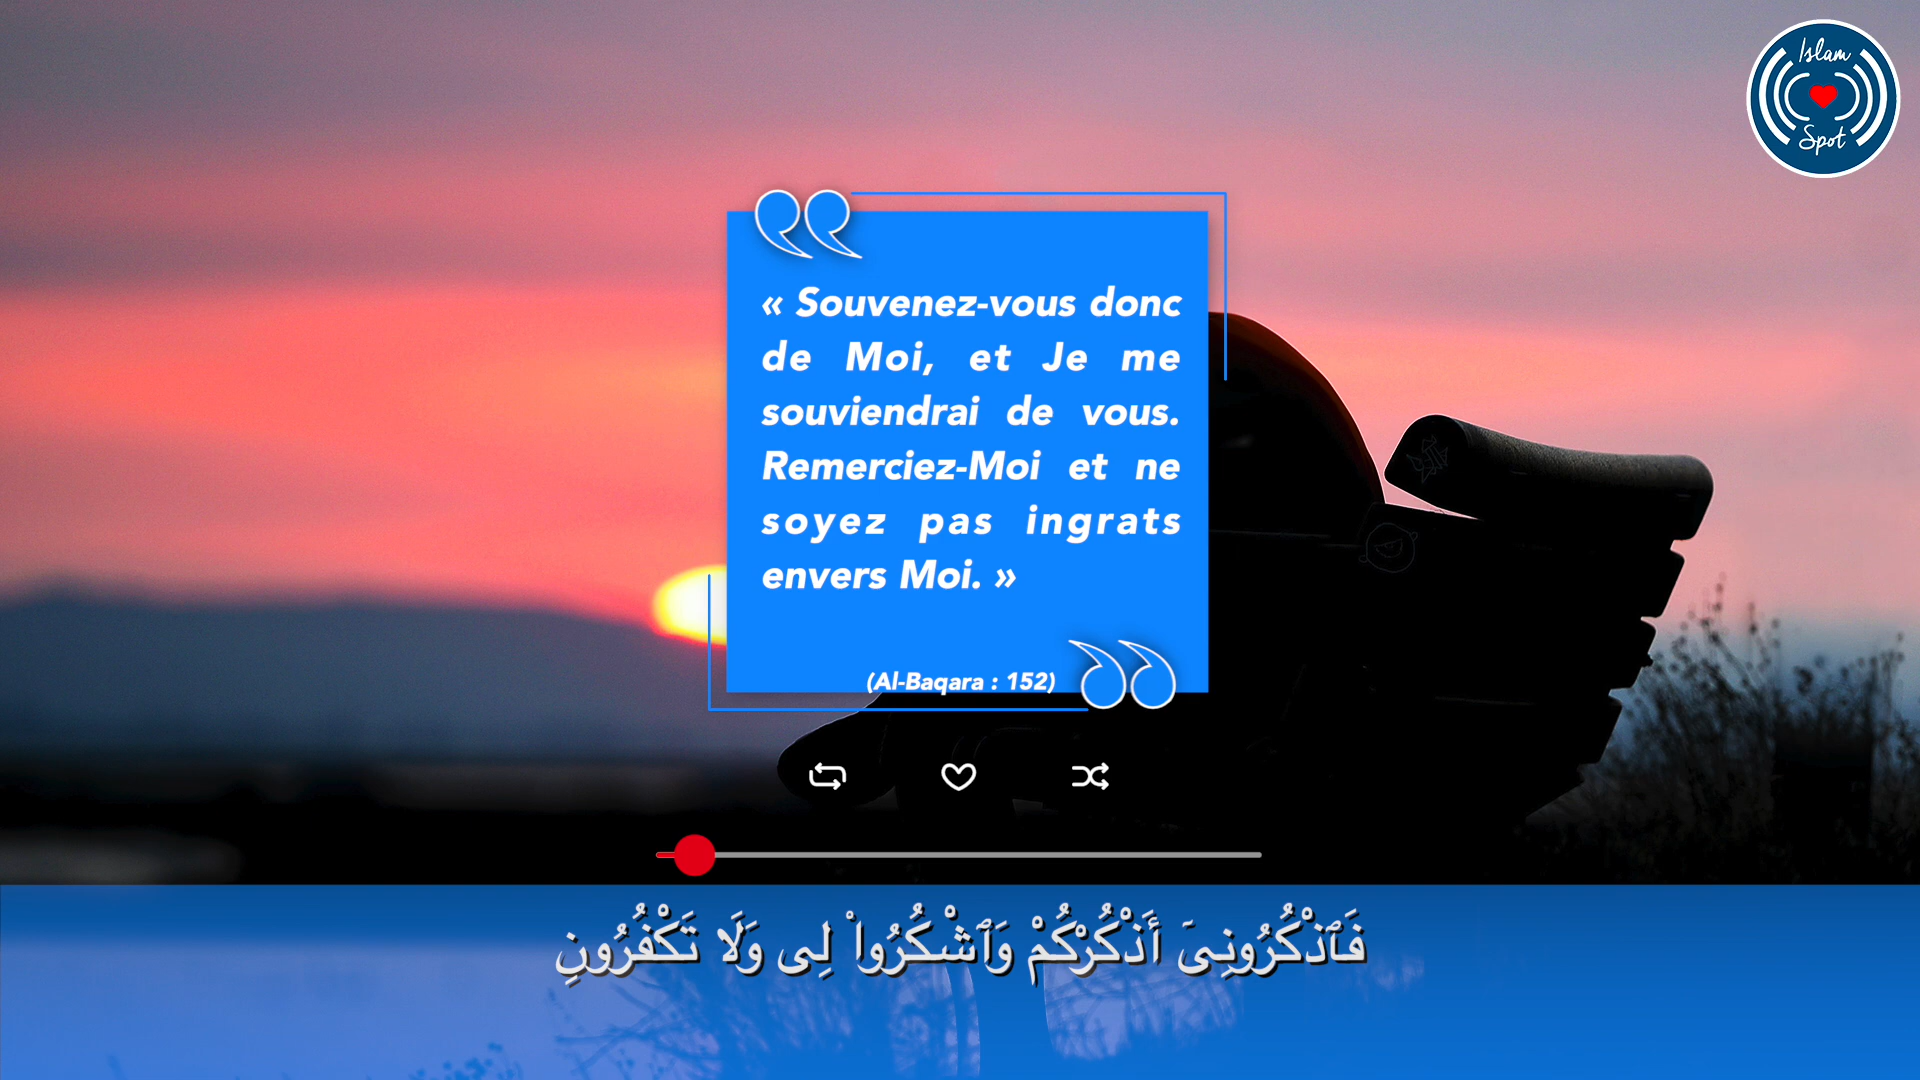 Islam
Spot
« Souvenez-vous donc
de Moi, et Je me
souviendrai de vous.
Remerciez-Moi et ne
soyez pas ingrats
envers Moi. »
(Al-Baqara : 152)
فَٱذْكُرُونِىٓ أَذْكُرْكُمْ وَٱشْكُرُوا۟ لِى وَلَا تَكْفُرُونِ